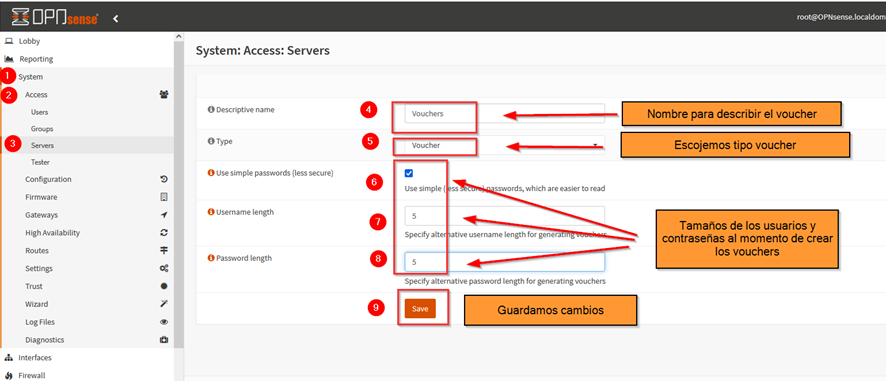 OPNsense
root@OPNsense.localdom
Lobby
Reporting
1 System
2 Access
Users
Groups
3 Servers
Tester
Configuration
Firmware
Gateways
High Availability
Routes
Settings
Trust
Wizard
Log Files
Diagnostics
Interfaces
Firewall
System: Access: Servers
Descriptive name
4
Vouchers
Nombre para describir el voucher
Type
5
Voucher
Escojemos tipo voucher
Use simple passwords (less secure)
6
Use simple (less secure) passwords, which are easier to read
Username length
7
5
Specify alternative username length for generating vouchers
Tamaños de los usuarios y
contraseñas al momento de crear
los vouchers
Password length
8
5
Specify alternative password length for generating vouchers
9
Save
Guardamos cambios